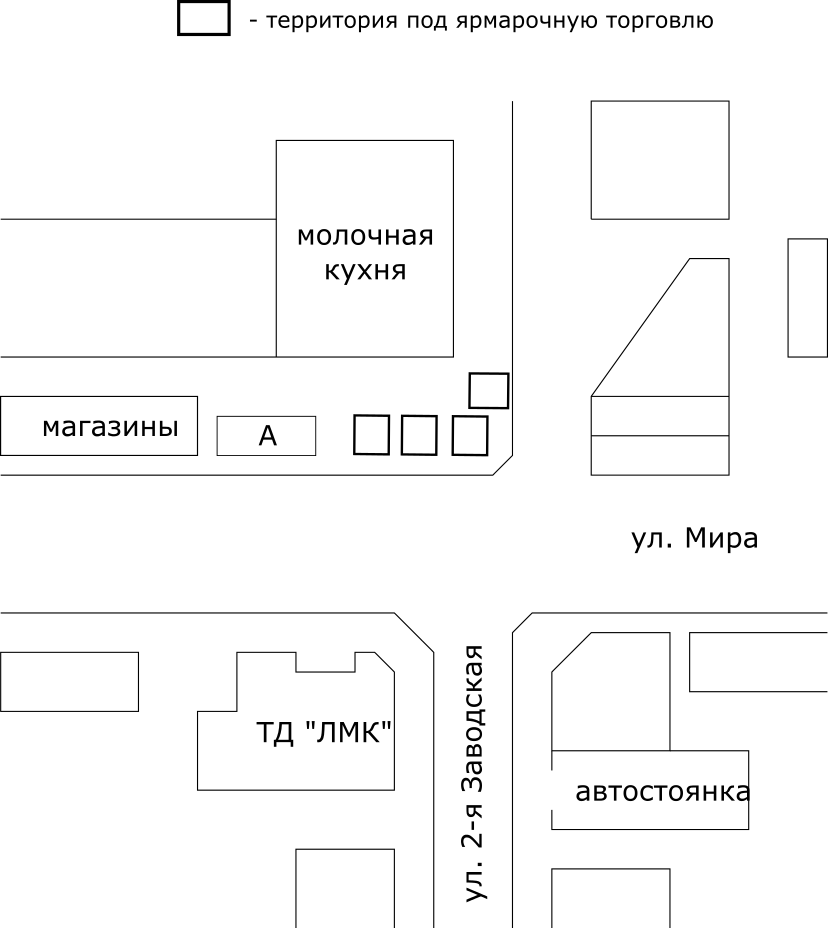 - территория под ярмарочную торговлю
молочная
кухня
магазины
А
ул. Мира
ул. 2-я Заводская
ТД "ЛМК"
автостоянка